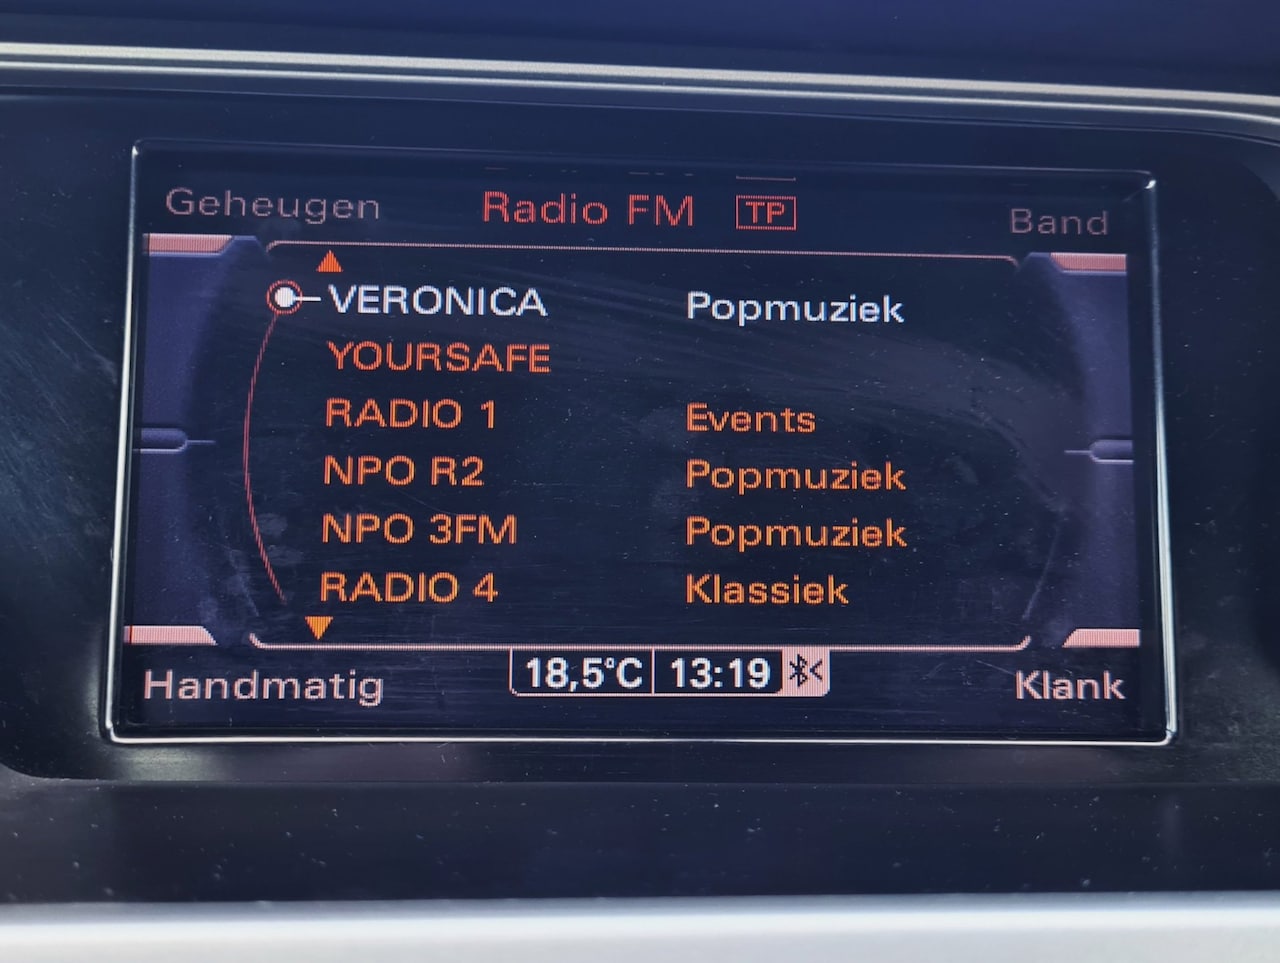 Geheugen Radio FM TP Band
VERONICA Popmuziek
YOURSAFE
RADIO 1 Events
NPO R2 Popmuziek
NPO 3FM Popmuziek
RADIO 4 Klassiek
Handmatig 18,5°C 13:19 Klank